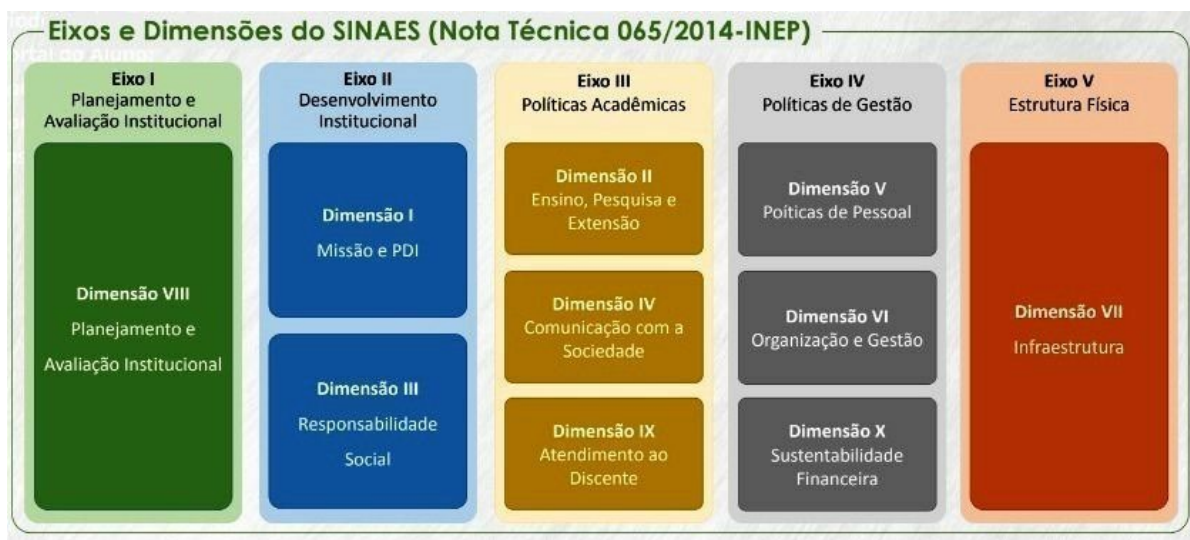 Eixos e Dimensões do SINAES (Nota Técnica 065/2014-INEP)
Eixo I
Planejamento e
Avaliação Institucional
Dimensão VIII
Planejamento e
Avaliação Institucional
Eixo II
Desenvolvimento
Institucional
Dimensão I
Missão e PDI
Dimensão III
Responsabilidade
Social
Eixo III
Políticas Acadêmicas
Dimensão II
Ensino, Pesquisa e
Extensão
Dimensão IV
Comunicação com a
Sociedade
Dimensão IX
Atendimento ao
Discente
Eixo IV
Políticas de Gestão
Dimensão V
Poíticas de Pessoal
Dimensão VI
Organização e Gestão
Dimensão X
Sustentabilidade
Financeira
Eixo V
Estrutura Física
Dimensão VII
Infraestrutura